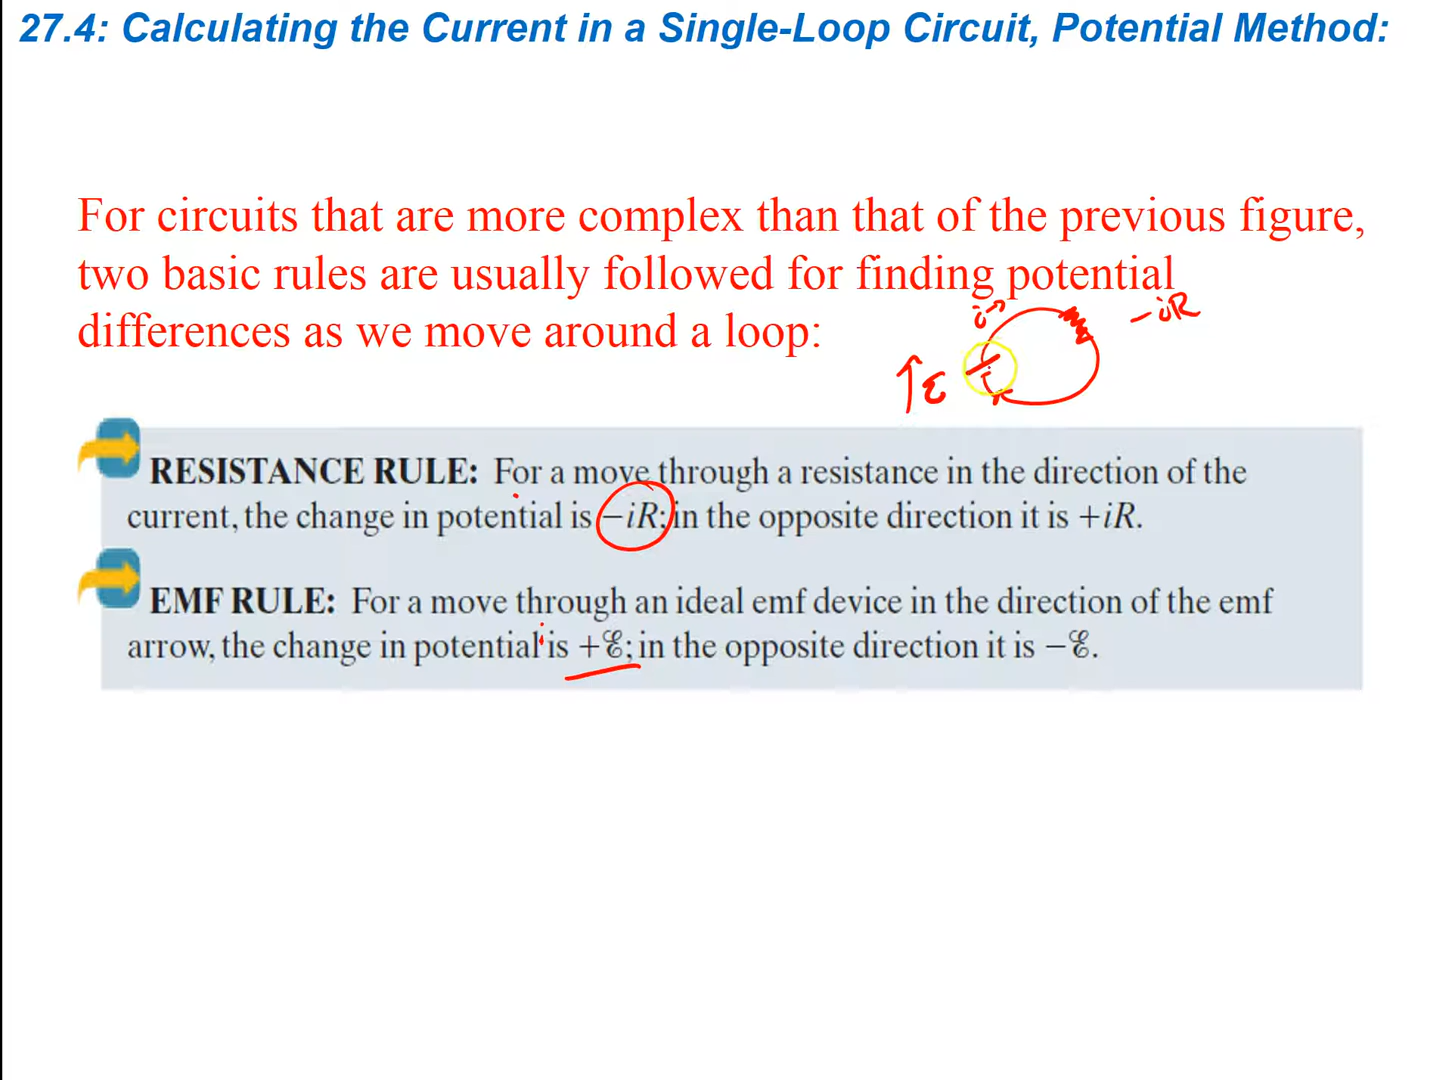 27.4: Calculating the Current in a Single-Loop Circuit, Potential Method:
For circuits that are more complex than that of the previous figure,
two basic rules are usually followed for finding potential
differences as we move around a loop:
i→
−iR
↑ε
RESISTANCE RULE: For a move through a resistance in the direction of the
current, the change in potential is −iR; in the opposite direction it is +iR.
EMF RULE: For a move through an ideal emf device in the direction of the emf
arrow, the change in potential is +ℰ; in the opposite direction it is −ℰ.